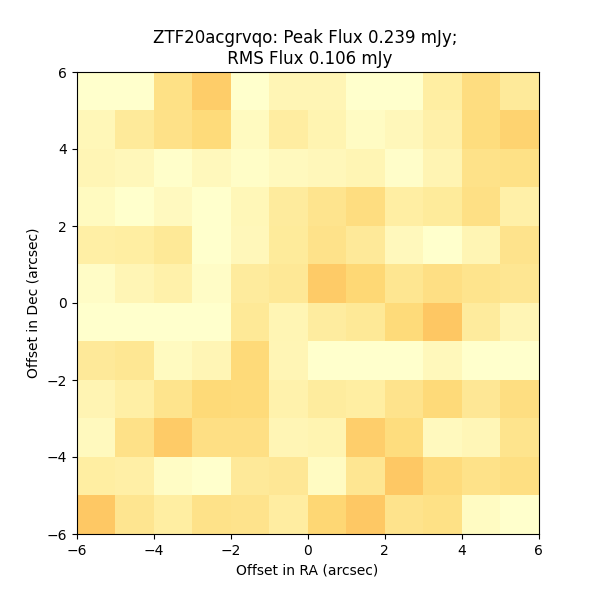 ZTF20acgrvqo: Peak Flux 0.239 mJy;
RMS Flux 0.106 mJy
6
4
2
0
−2
−4
−6
Offset in Dec (arcsec)
−6 −4 −2 0 2 4 6
Offset in RA (arcsec)